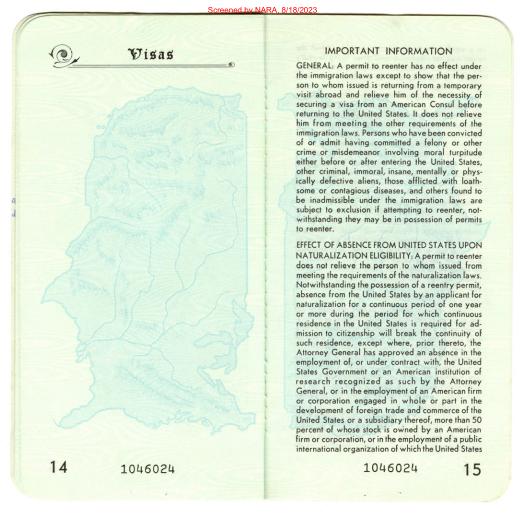 Screened by NARA, 8/18/2023
Visas
14
1046024
IMPORTANT INFORMATION
GENERAL: A permit to reenter has no effect under
the immigration laws except to show that the per-
son to whom issued is returning from a temporary
visit abroad and relieve him of the necessity of
securing a visa from an American Consul before
returning to the United States. It does not relieve
him from meeting the other requirements of the
immigration laws. Persons who have been convicted
of or admit having committed a felony or other
crime or misdemeanor involving moral turpitude
either before or after entering the United States,
other criminal, immoral, insane, mentally or phys-
ically defective aliens, those afflicted with loath-
some or contagious diseases, and others found to
be inadmissible under the immigration laws are
subject to exclusion if attempting to reenter, not-
withstanding they may be in possession of permits
to reenter.
EFFECT OF ABSENCE FROM UNITED STATES UPON
NATURALIZATION ELIGIBILITY: A permit to reenter
does not relieve the person to whom issued from
meeting the requirements of the naturalization laws.
Notwithstanding the possession of a reentry permit,
absence from the United States by an applicant for
naturalization for a continuous period of one year
or more during the period for which continuous
residence in the United States is required for ad-
mission to citizenship will break the continuity of
such residence, except where, prior thereto, the
Attorney General has approved an absence in the
employment of, or under contract with, the United
States Government or an American institution of
research recognized as such by the Attorney
General, or in the employment of an American firm
or corporation engaged in whole or part in the
development of foreign trade and commerce of the
United States or a subsidiary thereof, more than 50
percent of whose stock is owned by an American
firm or corporation, or in the employment of a public
international organization of which the United States
1046024
15